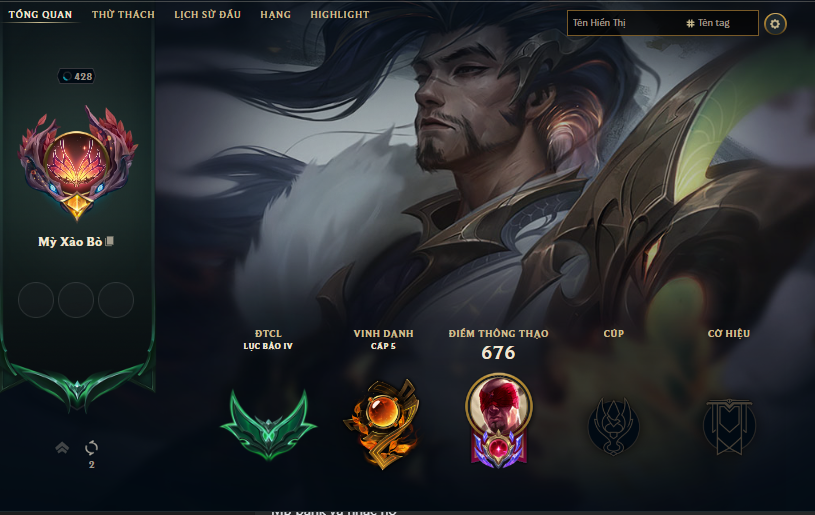 TỔNG QUAN THỬ THÁCH LỊCH SỬ ĐẤU HẠNG HIGHLIGHT
Tên Hiển Thị # Tên tag
428
Mỳ Xào Bò
ĐTCL VINH DANH ĐIỂM THÔNG THẠO CÚP CỜ HIỆU
LỤC BẢO IV CẤP 5 676
2